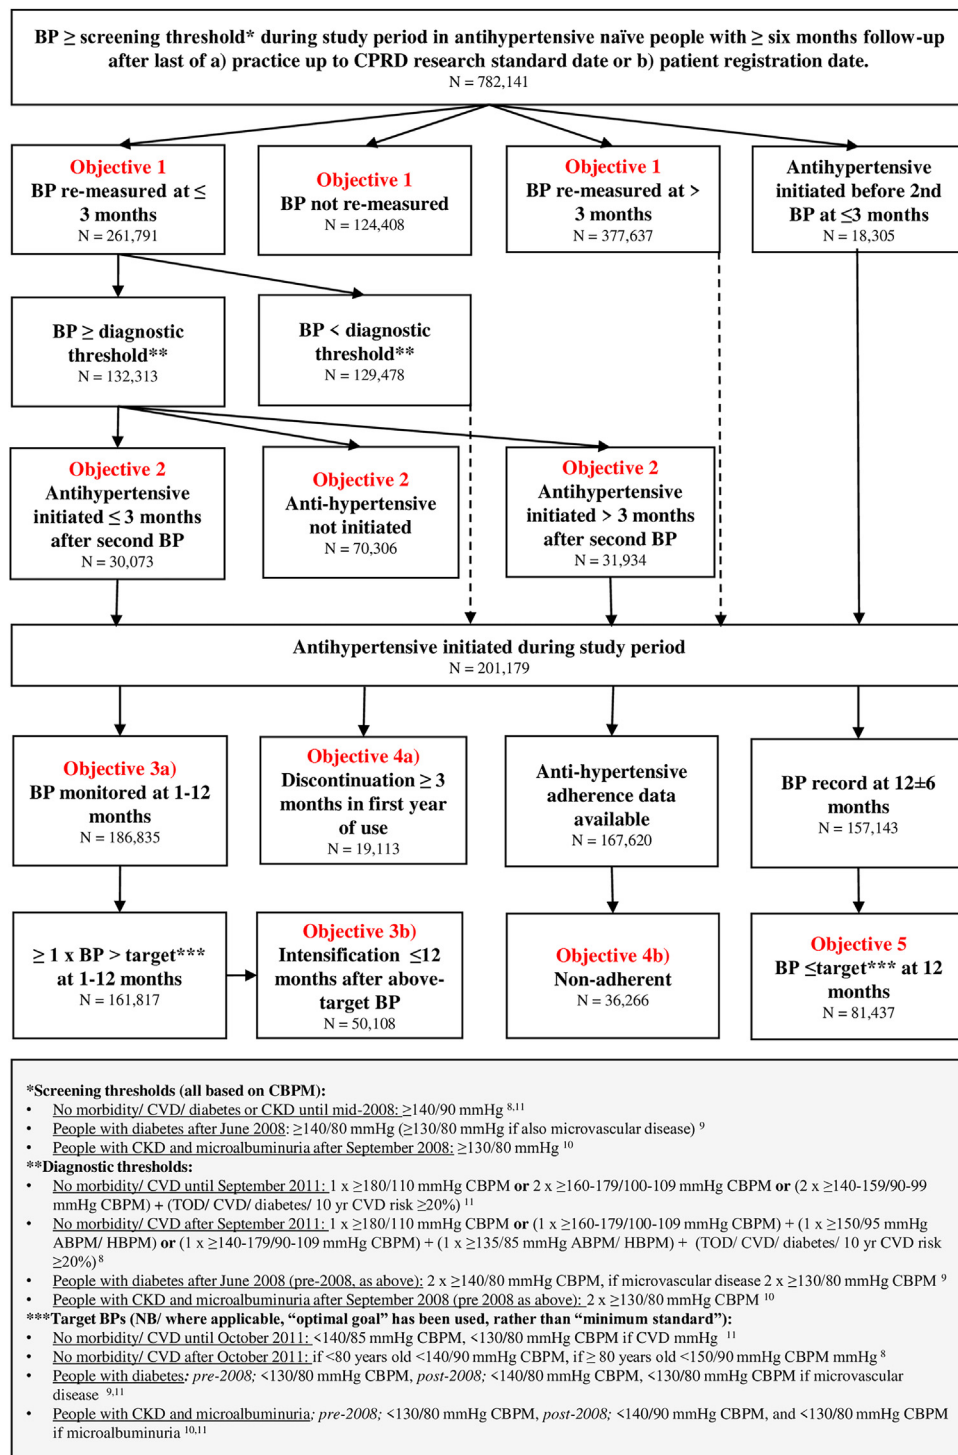 BP ≥ screening threshold* during study period in antihypertensive naïve people with ≥ six months follow-up
after last of a) practice up to CPRD research standard date or b) patient registration date.
N = 782,141
Objective 1
BP re-measured at ≤
3 months
N = 261,791
Objective 1
BP not re-measured
N = 124,408
Objective 1
BP re-measured at >
3 months
N = 377,637
Antihypertensive
initiated before 2nd
BP at ≤3 months
N = 18,305
BP ≥ diagnostic
threshold**
N = 132,313
BP < diagnostic
threshold**
N = 129,478
Objective 2
Antihypertensive
initiated ≤ 3 months
after second BP
N = 30,073
Objective 2
Anti-hypertensive
not initiated
N = 70,306
Objective 2
Antihypertensive
initiated > 3 months
after second BP
N = 31,934
Antihypertensive initiated during study period
N = 201,179
Objective 3a)
BP monitored at 1-12
months
N = 186,835
Objective 4a)
Discontinuation ≥ 3
months in first year
of use
N = 19,113
Anti-hypertensive
adherence data
available
N = 167,620
BP record at 12±6
months
N = 157,143
≥ 1 x BP > target***
at 1-12 months
N = 161,817
Objective 3b)
Intensification ≤12
months after above-
target BP
N = 50,108
Objective 4b)
Non-adherent
N = 36,266
Objective 5
BP ≤target*** at 12
months
N = 81,437
*Screening thresholds (all based on CBPM):
• No morbidity/ CVD/ diabetes or CKD until mid-2008: ≥140/90 mmHg 8,11
• People with diabetes after June 2008: ≥140/80 mmHg (≥130/80 mmHg if also microvascular disease) 9
• People with CKD and microalbuminuria after September 2008: ≥130/80 mmHg 10
**Diagnostic thresholds:
• No morbidity/ CVD until September 2011: 1 x ≥180/110 mmHg CBPM or 2 x ≥160-179/100-109 mmHg CBPM or (2 x ≥140-159/90-99
mmHg CBPM) + (TOD/ CVD/ diabetes/ 10 yr CVD risk ≥20%) 11
• No morbidity/ CVD after September 2011: 1 x ≥180/110 mmHg CBPM or (1 x ≥160-179/100-109 mmHg CBPM) + (1 x ≥150/95 mmHg
ABPM/ HBPM) or (1 x ≥140-179/90-109 mmHg CBPM) + (1 x ≥135/85 mmHg ABPM/ HBPM) + (TOD/ CVD/ diabetes/ 10 yr CVD risk
≥20%) 8
• People with diabetes after June 2008 (pre-2008, as above): 2 x ≥140/80 mmHg CBPM, if microvascular disease 2 x ≥130/80 mmHg CBPM 9
• People with CKD and microalbuminuria after September 2008 (pre 2008 as above): 2 x ≥130/80 mmHg CBPM 10
***Target BPs (NB/ where applicable, “optimal goal” has been used, rather than “minimum standard”):
• No morbidity/ CVD until October 2011: <140/85 mmHg CBPM, <130/80 mmHg CBPM if CVD mmHg 11
• No morbidity/ CVD after October 2011: if <80 years old <140/90 mmHg CBPM, if ≥ 80 years old <150/90 mmHg CBPM mmHg 8
• People with diabetes: pre-2008; <130/80 mmHg CBPM, post-2008; <140/80 mmHg CBPM, <130/80 mmHg CBPM if microvascular
disease 9,11
• People with CKD and microalbuminuria; pre-2008; <130/80 mmHg CBPM, post-2008; <140/90 mmHg CBPM, and <130/80 mmHg CBPM
if microalbuminuria 10,11